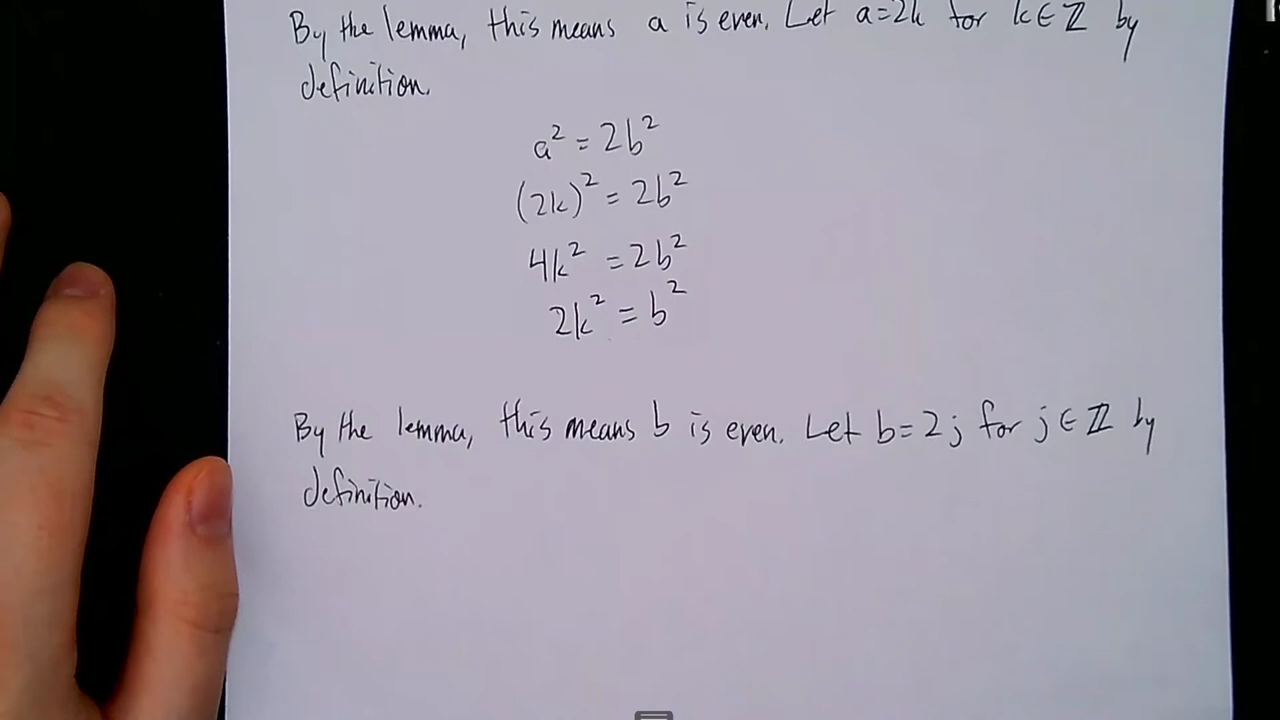 By the lemma, this means a is even. Let a=2k for k∈ℤ by
definition.
a² = 2b²
(2k)² = 2b²
4k² = 2b²
2k² = b²
By the lemma, this means b is even. Let b=2j for j∈ℤ by
definition.